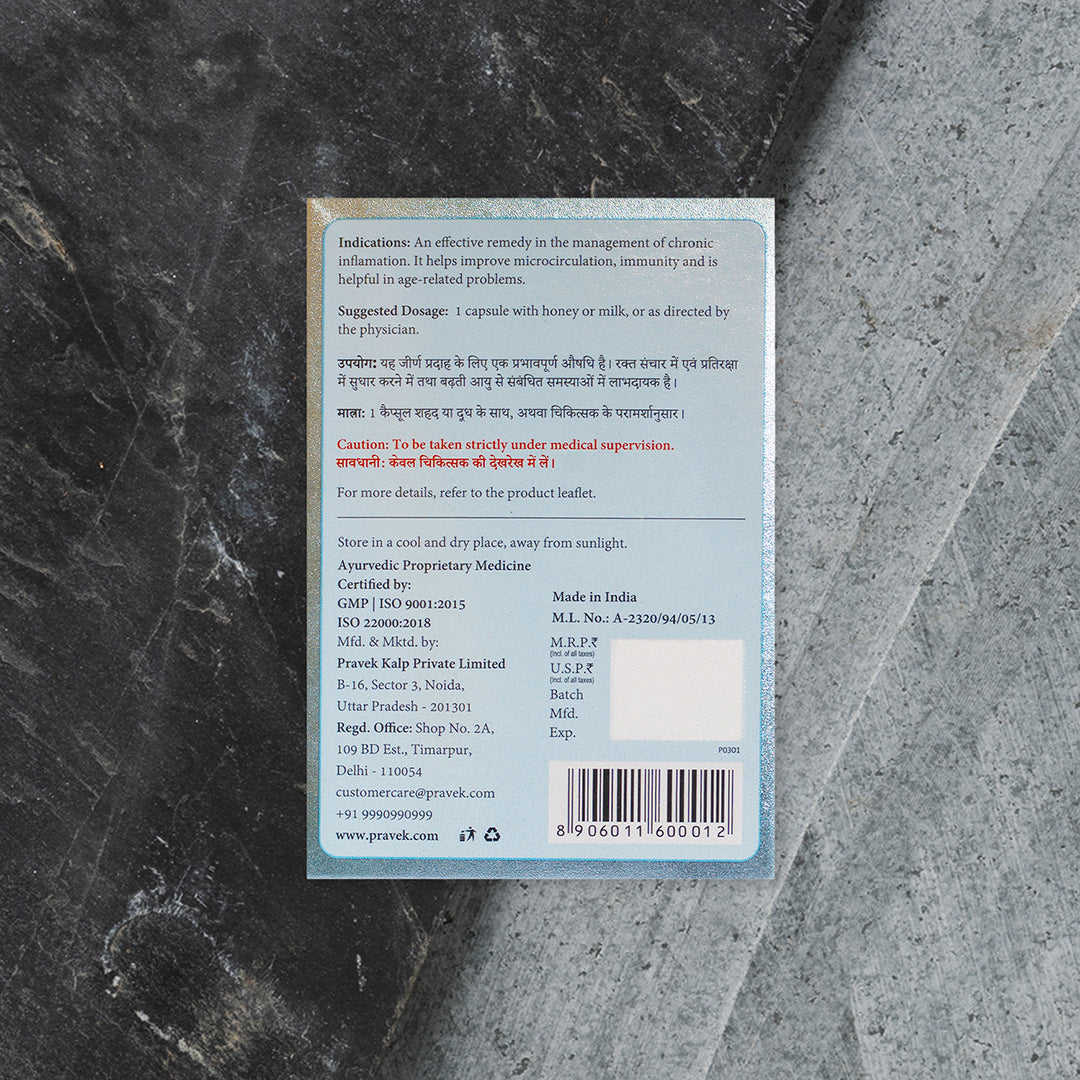 Indications: An effective remedy in the management of chronic
inflamation. It helps improve microcirculation, immunity and is
helpful in age-related problems.
Suggested Dosage: 1 capsule with honey or milk, or as directed by
the physician.
उपयोग: यह जीर्ण प्रदाह के लिए एक प्रभावपूर्ण औषधि है। रक्त संचार में एवं प्रतिरक्षा
में सुधार करने में तथा बढ़ती आयु से संबंधित समस्याओं में लाभदायक है।
मात्रा: 1 कैप्सूल शहद या दूध के साथ, अथवा चिकित्सक के परामर्शानुसार।
Caution: To be taken strictly under medical supervision.
सावधानी: केवल चिकित्सक की देखरेख में लें।
For more details, refer to the product leaflet.
Store in a cool and dry place, away from sunlight.
Ayurvedic Proprietary Medicine
Certified by:
GMP | ISO 9001:2015
ISO 22000:2018
Mfd. & Mktd. by:
Pravek Kalp Private Limited
B-16, Sector 3, Noida,
Uttar Pradesh - 201301
Regd. Office: Shop No. 2A,
109 BD Est., Timarpur,
Delhi - 110054
customercare@pravek.com
+91 9990990999
www.pravek.com
Made in India
M.L. No.: A-2320/94/05/13
M.R.P.₹
(Incl. of all taxes)
U.S.P.₹
(Incl. of all taxes)
Batch
Mfd.
Exp.
P0301
8 906011 600012